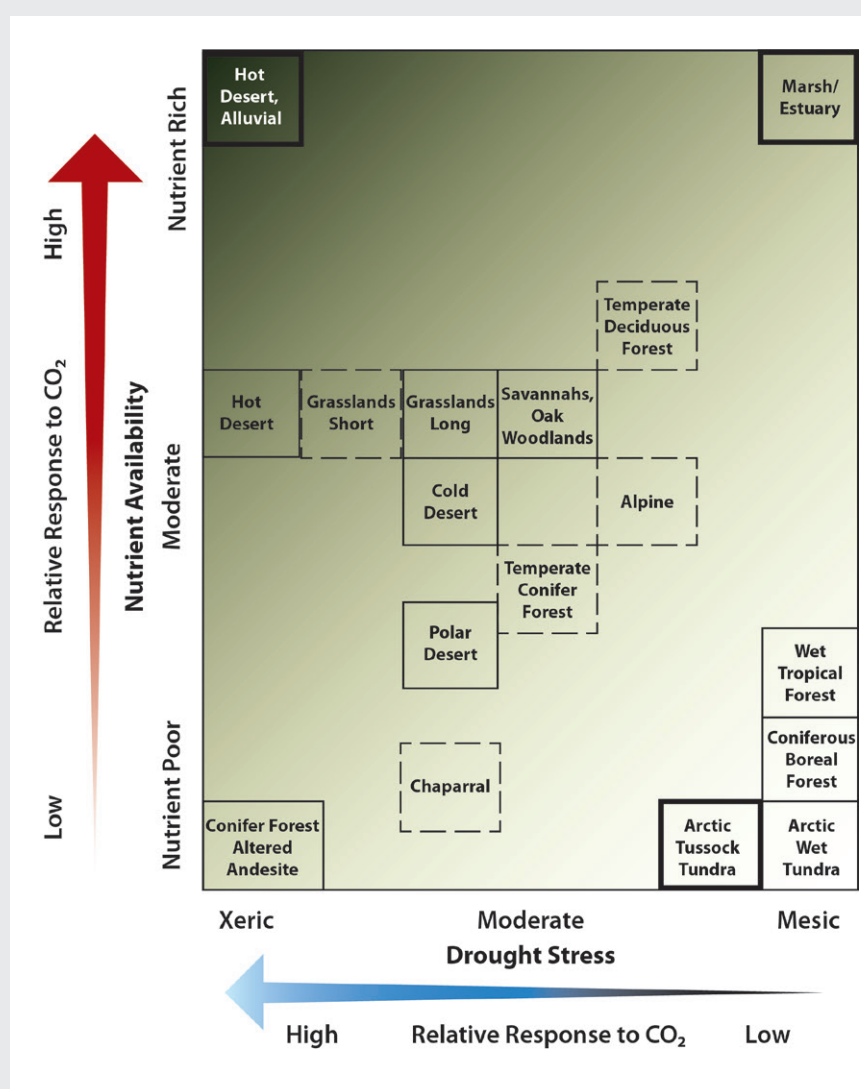 Hot
Desert,
Alluvial
Marsh/
Estuary
Temperate
Deciduous
Forest
Hot
Desert
Grasslands
Short
Grasslands
Long
Savannahs,
Oak
Woodlands
Cold
Desert
Alpine
Temperate
Conifer
Forest
Polar
Desert
Wet
Tropical
Forest
Coniferous
Boreal
Forest
Chaparral
Conifer Forest
Altered
Andesite
Arctic
Tussock
Tundra
Arctic
Wet
Tundra
Nutrient Rich
Moderate
Nutrient Poor
Nutrient Availability
High
Relative Response to CO₂
Low
Xeric
Moderate
Mesic
Drought Stress
High
Relative Response to CO₂
Low